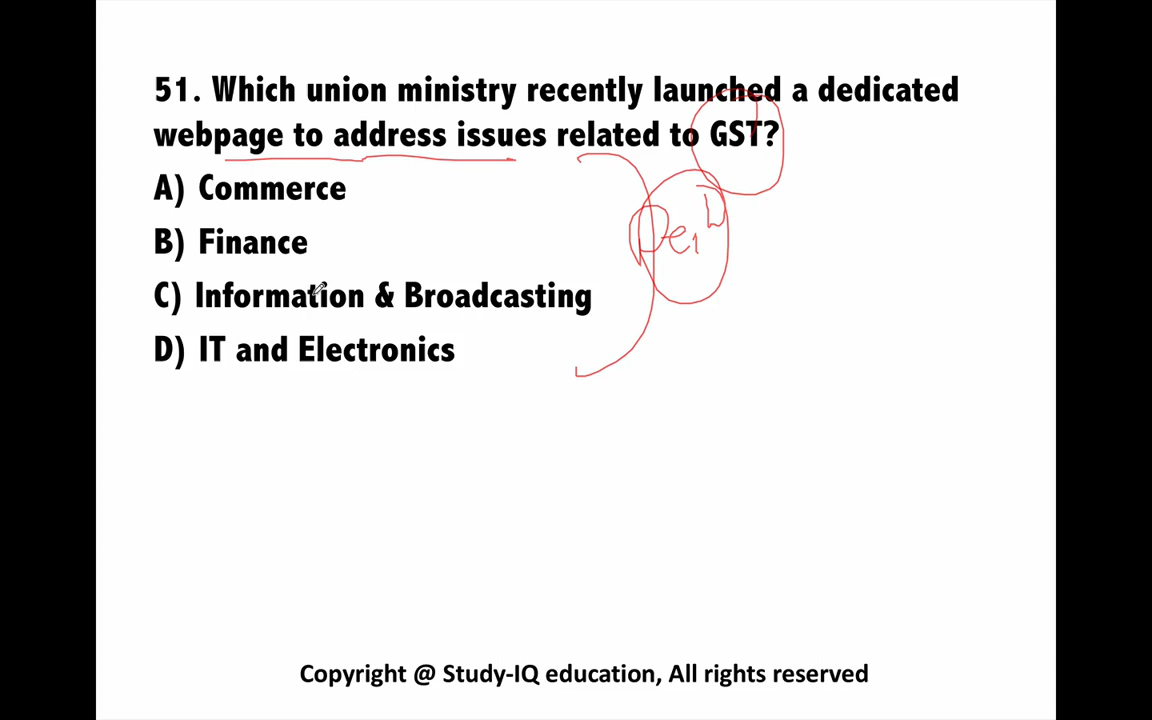 51. Which union ministry recently launched a dedicated
webpage to address issues related to GST?
A) Commerce
B) Finance
C) Information & Broadcasting
D) IT and Electronics
Copyright @ Study-IQ education, All rights reserved